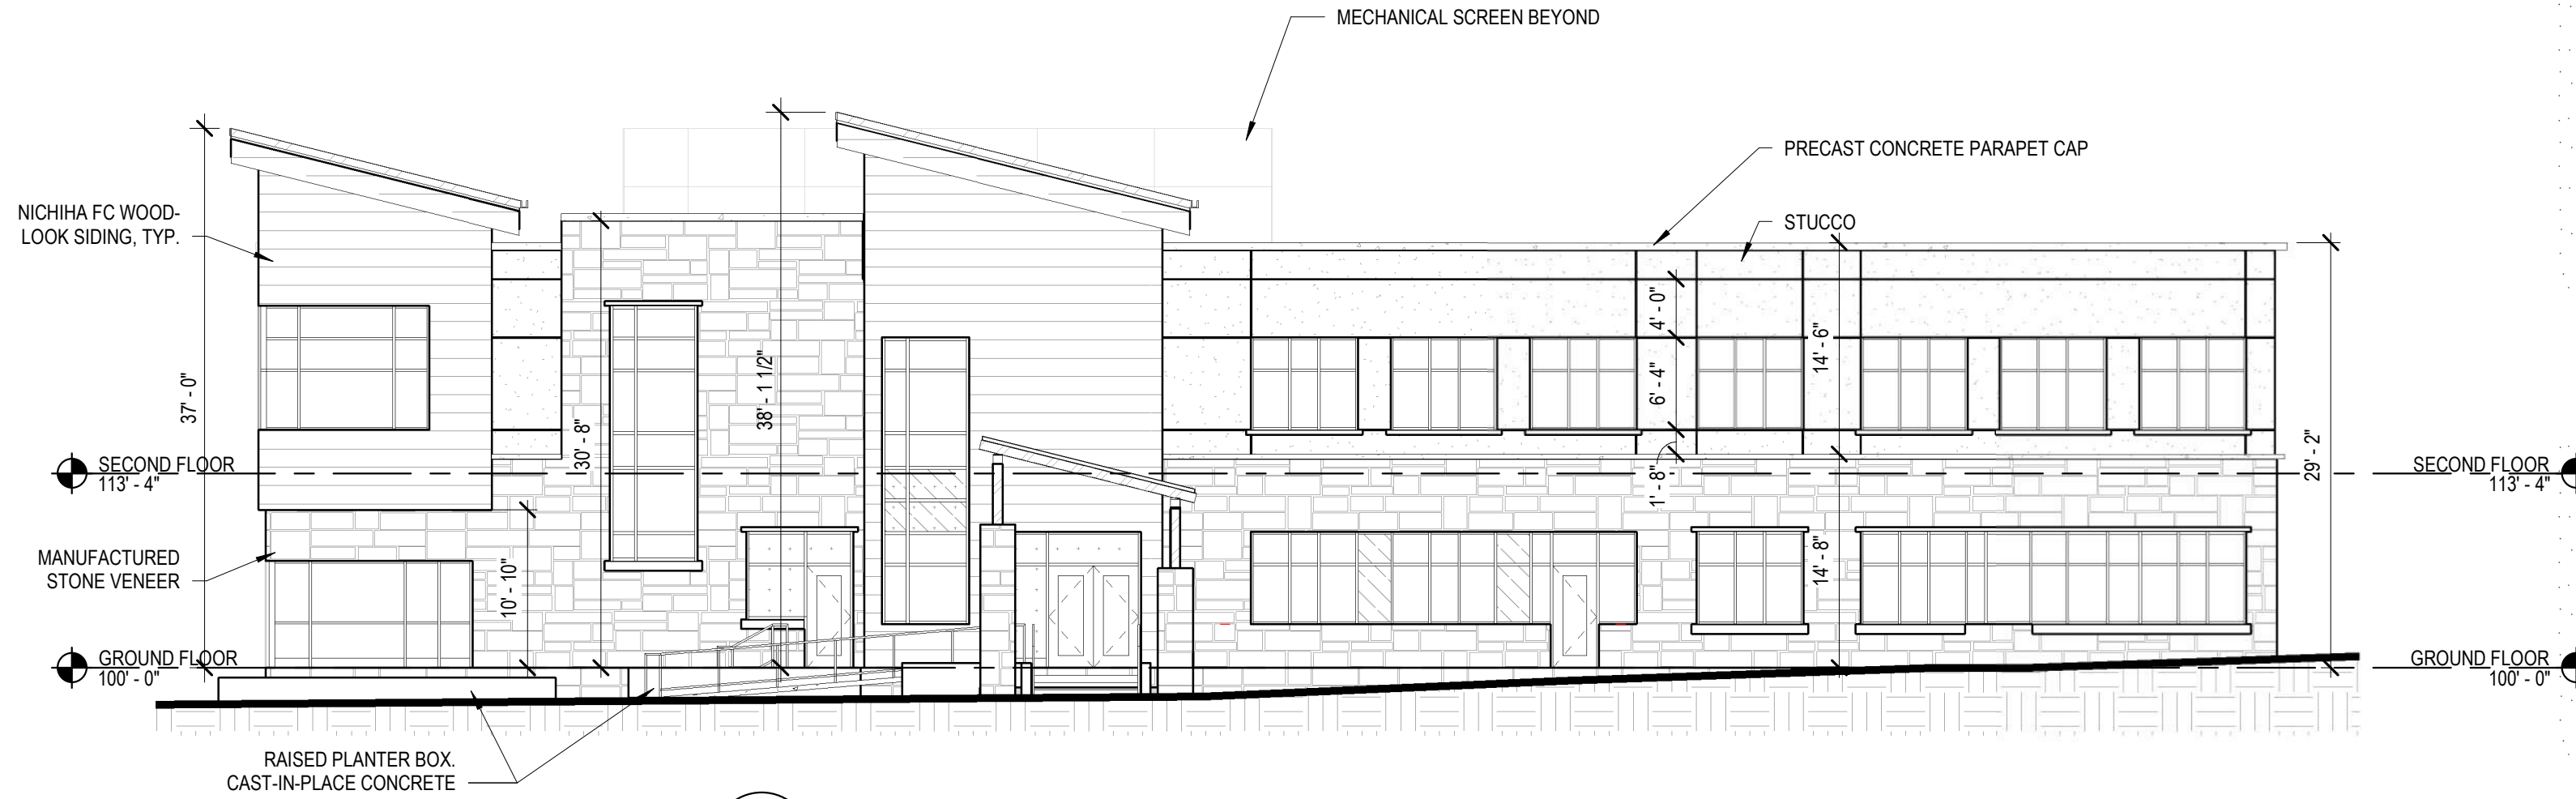 MECHANICAL SCREEN BEYOND
PRECAST CONCRETE PARAPET CAP
STUCCO
NICHIHA FC WOOD-
LOOK SIDING, TYP.
37' - 0"
38' - 1 1/2"
30' - 8"
4' - 0"
6' - 4"
1' - 8"
14' - 6"
29' - 2"
SECOND FLOOR
113' - 4"
SECOND FLOOR
113' - 4"
MANUFACTURED
STONE VENEER
10' - 10"
14' - 8"
GROUND FLOOR
100' - 0"
GROUND FLOOR
100' - 0"
RAISED PLANTER BOX.
CAST-IN-PLACE CONCRETE